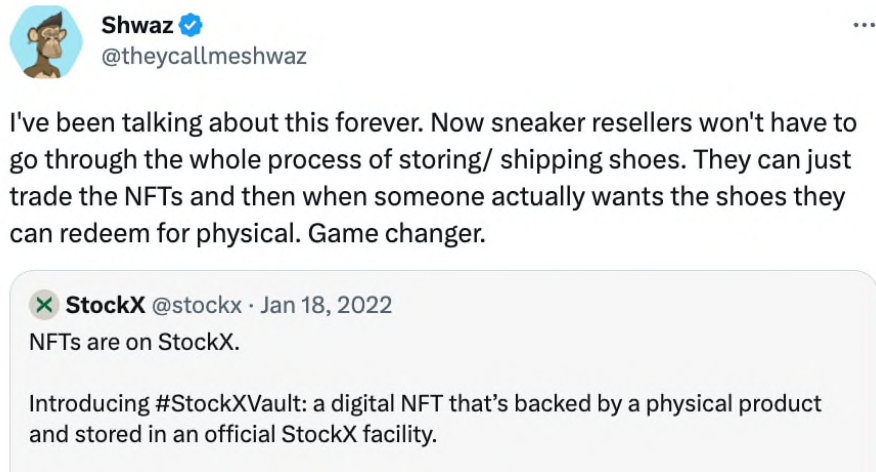 Shwaz
@theycallmeshwaz
I've been talking about this forever. Now sneaker resellers won't have to
go through the whole process of storing/ shipping shoes. They can just
trade the NFTs and then when someone actually wants the shoes they
can redeem for physical. Game changer.
StockX @stockx · Jan 18, 2022
NFTs are on StockX.
Introducing #StockXVault: a digital NFT that’s backed by a physical product
and stored in an official StockX facility.